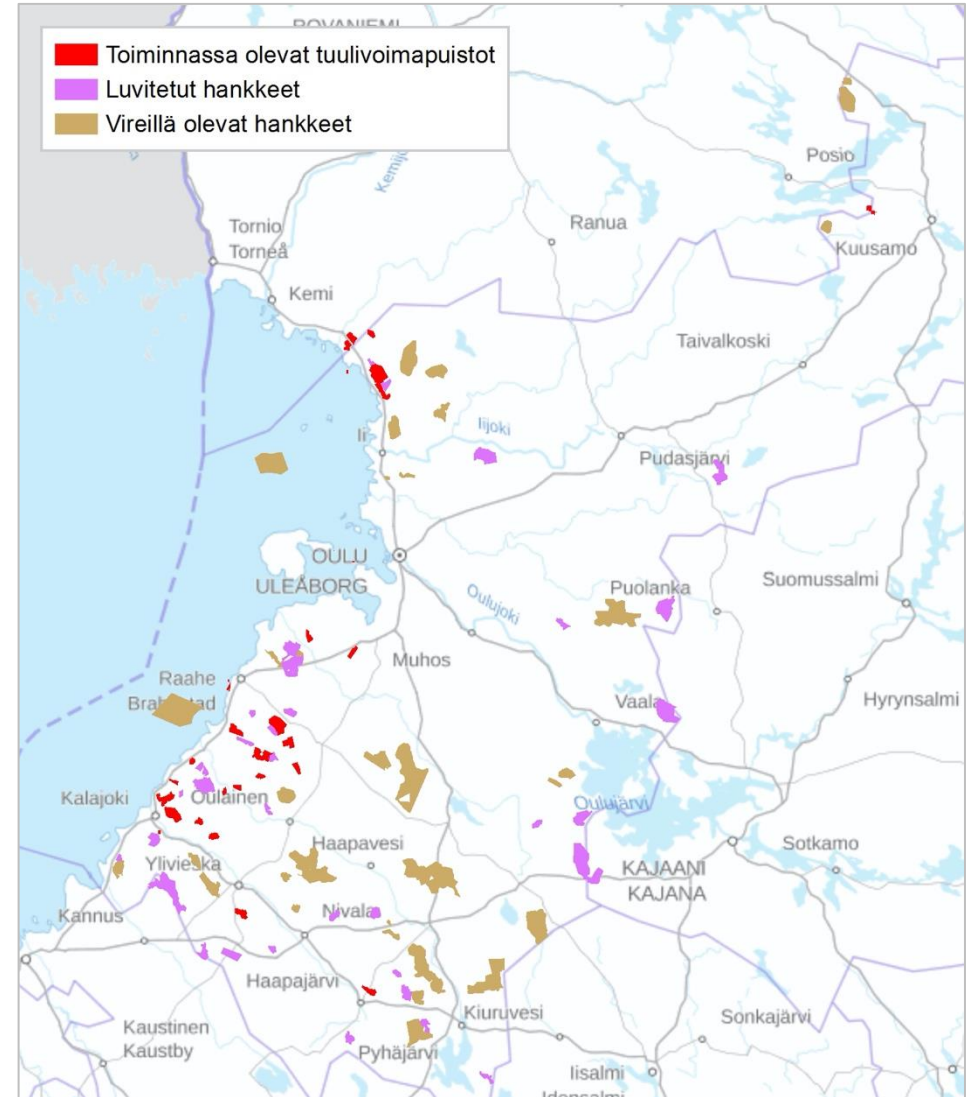 ROVANIEMI
Toiminnassa olevat tuulivoimapuistot
Luvitetut hankkeet
Vireillä olevat hankkeet
Posio
Ranua
Tornio
Torneå
Kuusamo
Kemi
Taivalkoski
Ii
Iijoki
Pudasjärvi
OULU
ULEÅBORG
Oulujoki
Puolanka
Suomussalmi
Muhos
Raahe
Vaala
Hyrynsalmi
Kalajoki
Oulainen
Oulujärvi
Haapavesi
Sotkamo
Ylivieska
KAJAANI
KAJANA
Kannus
Nivala
Haapajärvi
Kiuruvesi
Sonkajärvi
Kaustinen
Kaustby
Pyhäjärvi
Iisalmi
Idensalmi